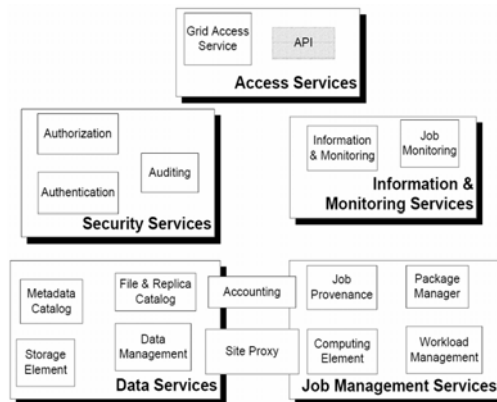 Grid Access
Service
API
Access Services
Authorization
Authentication
Auditing
Security Services
Information
& Monitoring
Job
Monitoring
Information &
Monitoring Services
Metadata
Catalog
File & Replica
Catalog
Storage
Element
Data
Management
Data Services
Accounting
Site Proxy
Job
Provenance
Package
Manager
Computing
Element
Workload
Management
Job Management Services